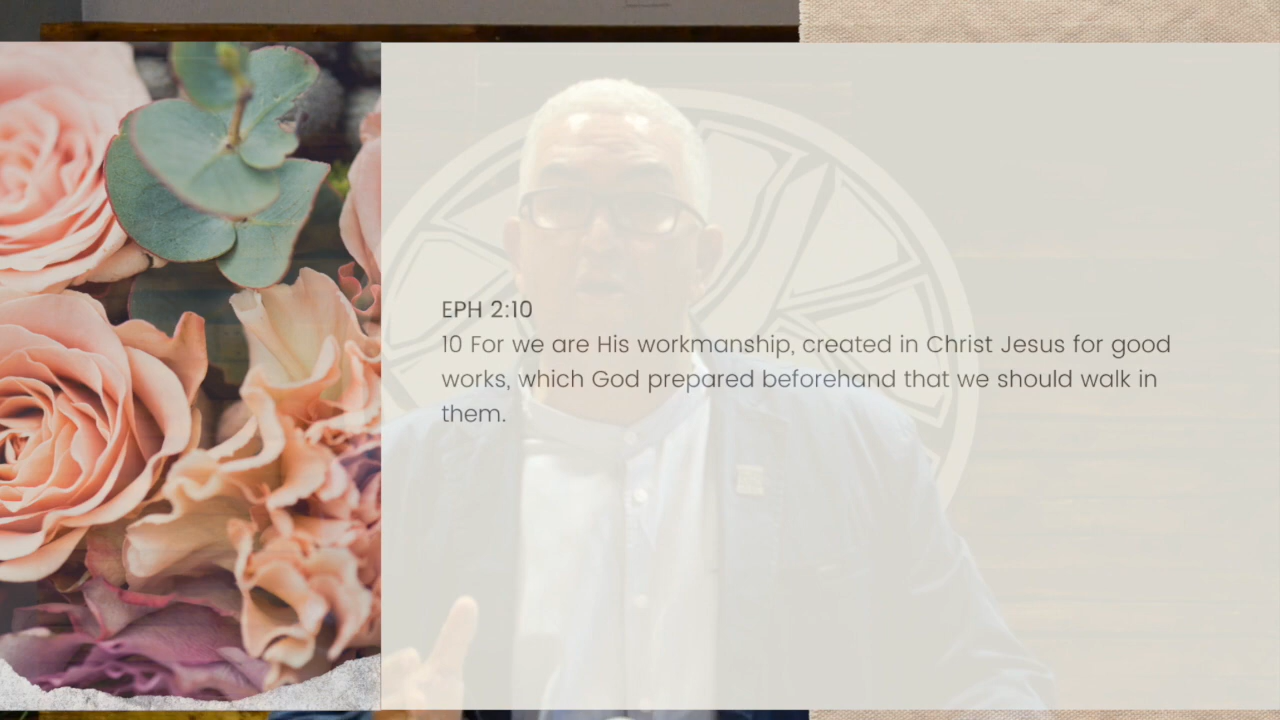 EPH 2:10
10 For we are His workmanship, created in Christ Jesus for good
works, which God prepared beforehand that we should walk in
them.